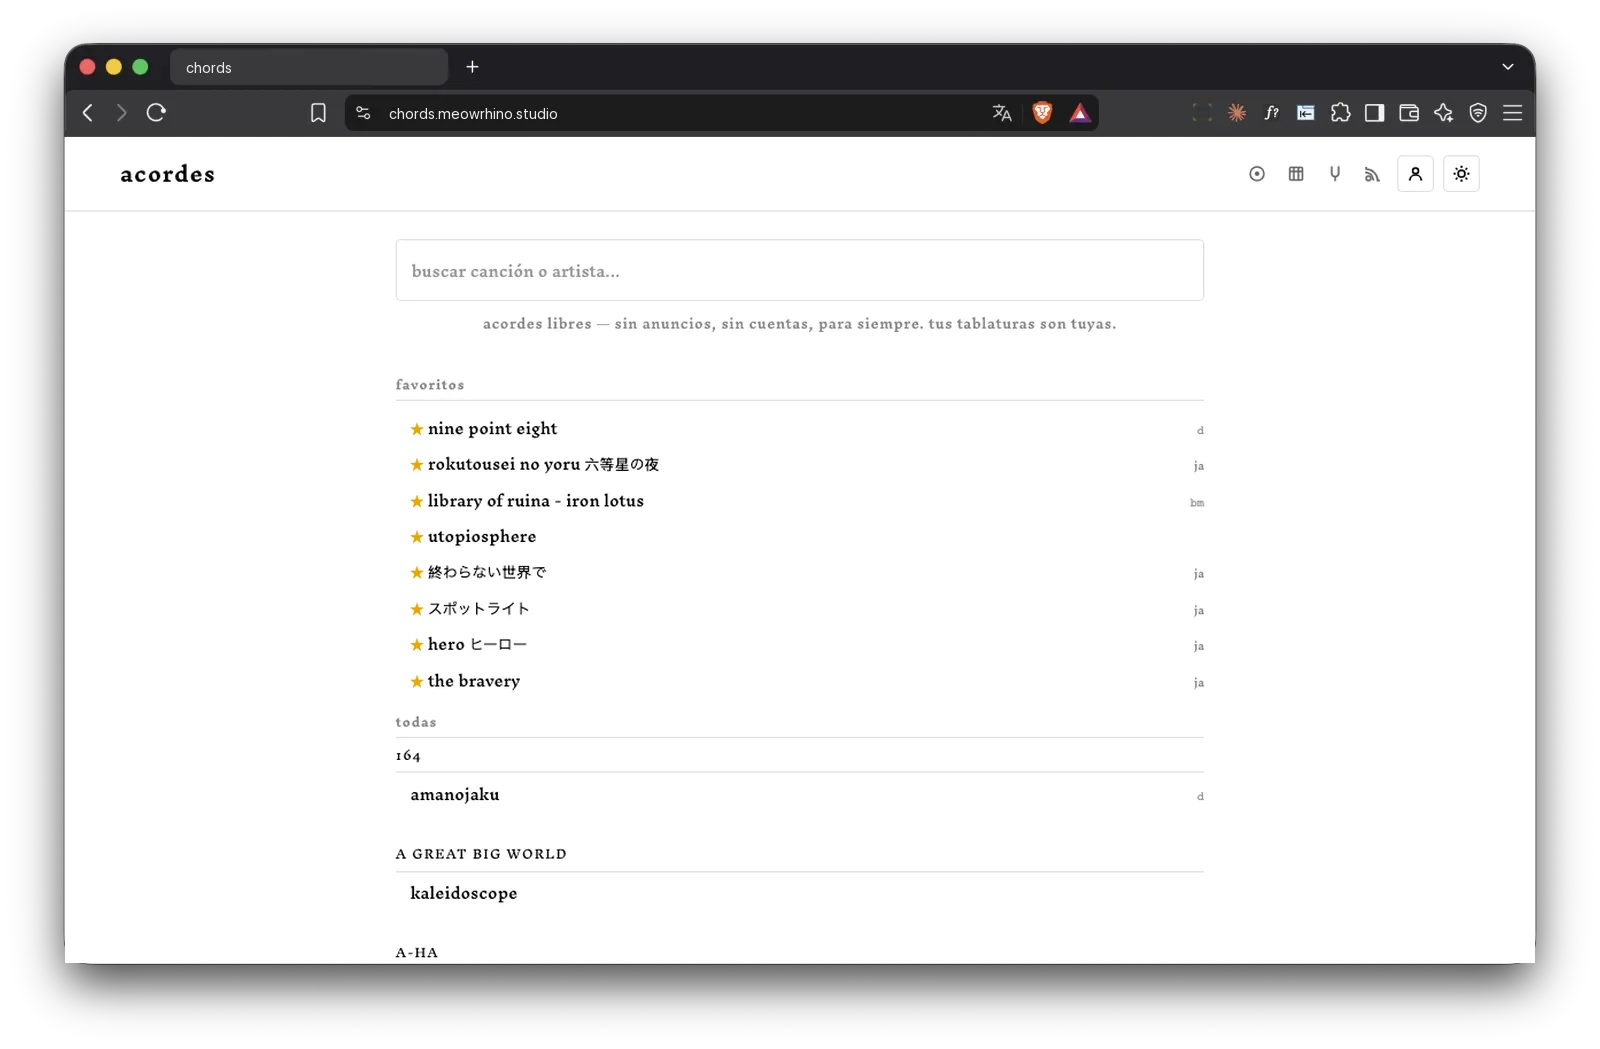 chords
chords.meowrhino.studio
f?
acordes
buscar canción o artista...
acordes libres — sin anuncios, sin cuentas, para siempre. tus tablaturas son tuyas.
favoritos
★ nine point eight d
★ rokutousei no yoru 六等星の夜 ja
★ library of ruina - iron lotus bm
★ utopiosphere
★ 終わらない世界で ja
★ スポットライト ja
★ hero ヒーロー ja
★ the bravery ja
todas
164
amanojaku d
A GREAT BIG WORLD
kaleidoscope
A-HA